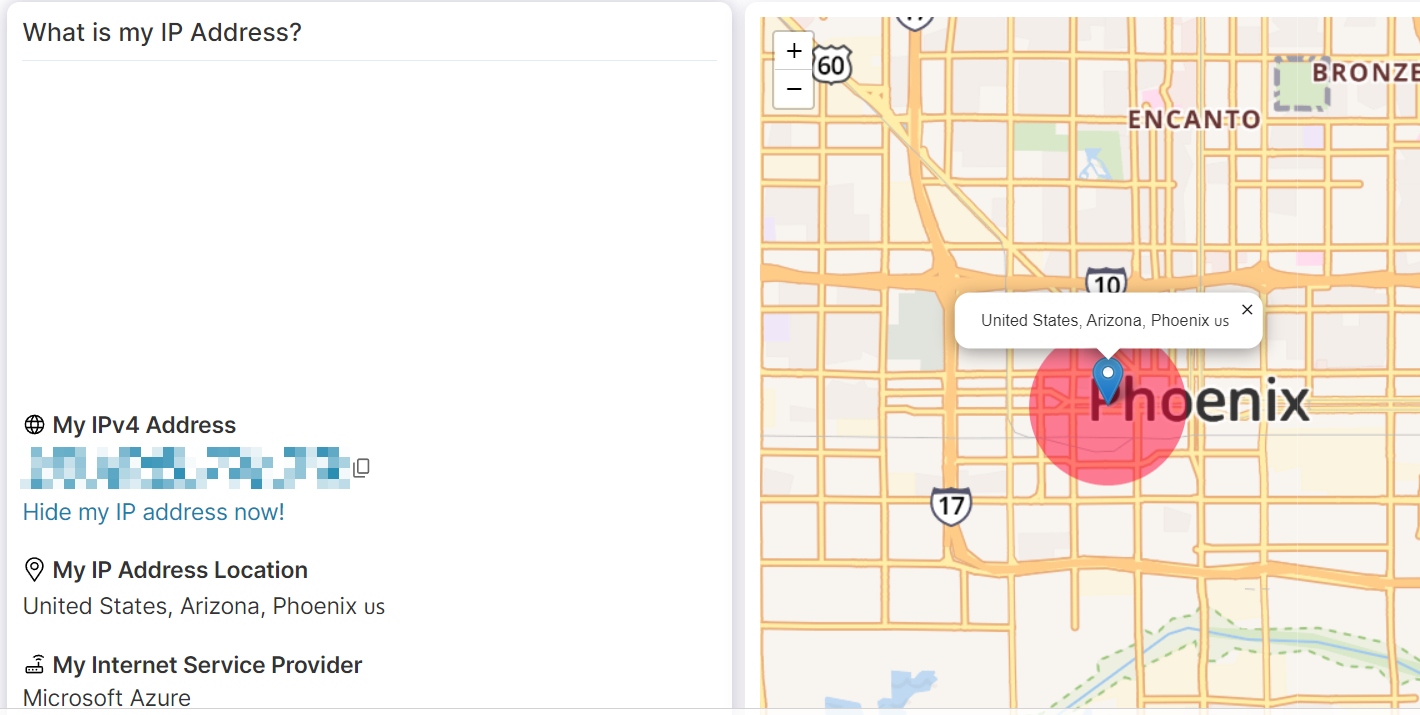 What is my IP Address?
My IPv4 Address
Hide my IP address now!
My IP Address Location
United States, Arizona, Phoenix us
My Internet Service Provider
Microsoft Azure
+
−
60
BRONZE
ENCANTO
10
United States, Arizona, Phoenix us ×
Phoenix
17